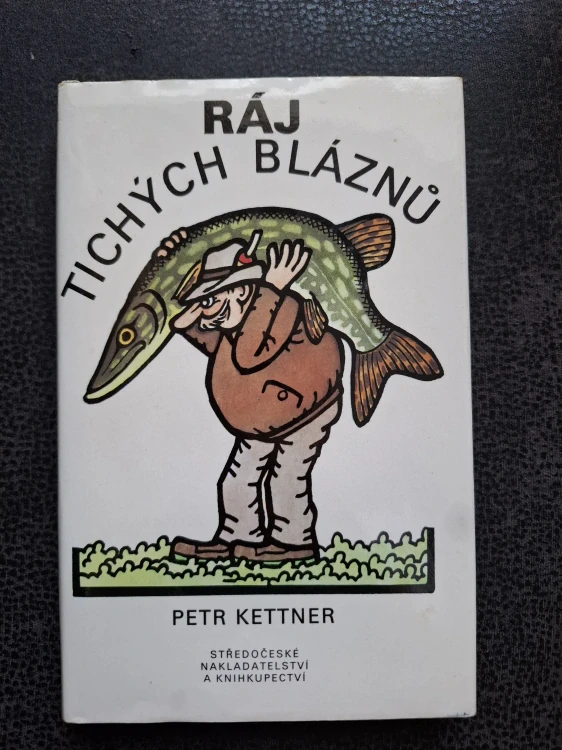 RÁJ
TICHÝCH BLÁZNŮ
PETR KETTNER
STŘEDOČESKÉ
NAKLADATELSTVÍ
A KNIHKUPECTVÍ